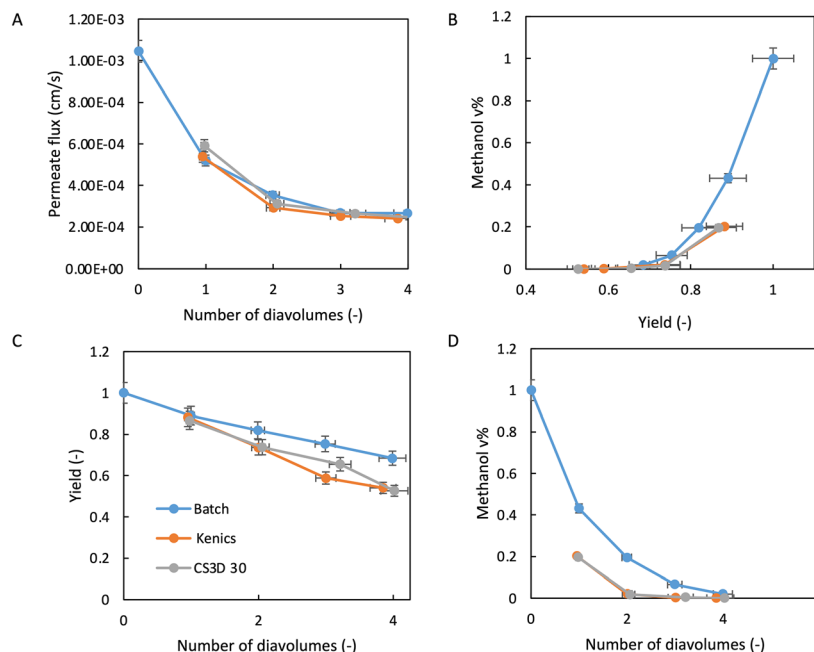 A
1.20E-03
1.00E-03
8.00E-04
6.00E-04
4.00E-04
2.00E-04
0.00E+00
Permeate flux (cm/s)
0 1 2 3 4
Number of diavolumes (-)
B
1.2
1
0.8
0.6
0.4
0.2
0
Methanol v%
0.4 0.6 0.8 1
Yield (-)
C
1.2
1
0.8
0.6
0.4
0.2
0
Yield (-)
Batch
Kenics
CS3D 30
0 2 4
Number of diavolumes (-)
D
1.2
1
0.8
0.6
0.4
0.2
0
Methanol v%
0 1 2 3 4
Number of diavolumes (-)